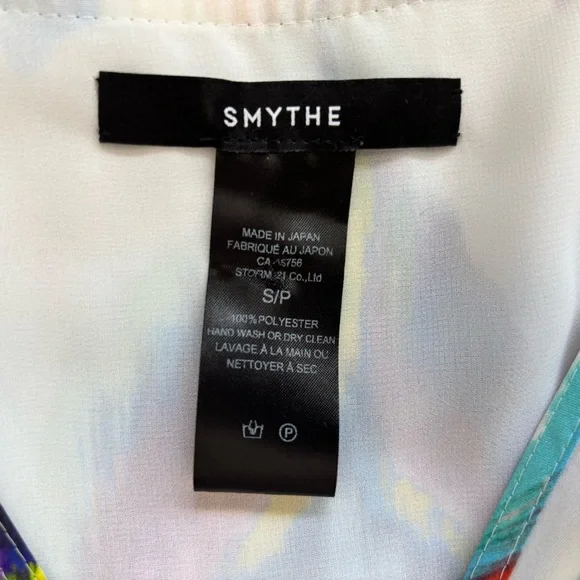 SMYTHE
MADE IN JAPAN
FABRIQUÉ AU JAPON
CA
STORM 21 Co.,Ltd
S/P
100% POLYESTER
HAND WASH OR DRY CLEAN
LAVAGE À LA MAIN OU
NETTOYER À SEC
P